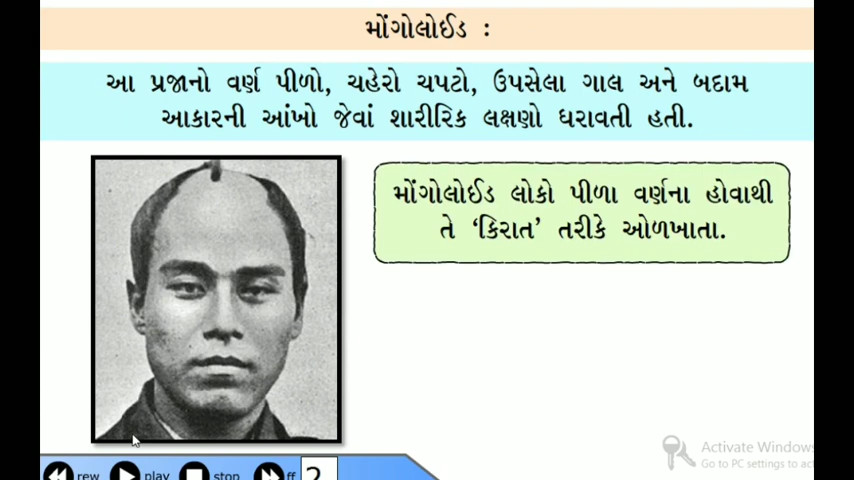 મોંગોલોઈડ :
આ પ્રજાનો વર્ણ પીળો, ચહેરો ચપટો, ઉપસેલા ગાલ અને બદામ
આકારની આંખો જેવાં શારીરિક લક્ષણો ધરાવતી હતી.
મોંગોલોઈડ લોકો પીળા વર્ણના હોવાથી
તે ‘કિરાત’ તરીકે ઓળખાતા.
Activate Windows
Go to PC settings to act
rew play stop ff 2